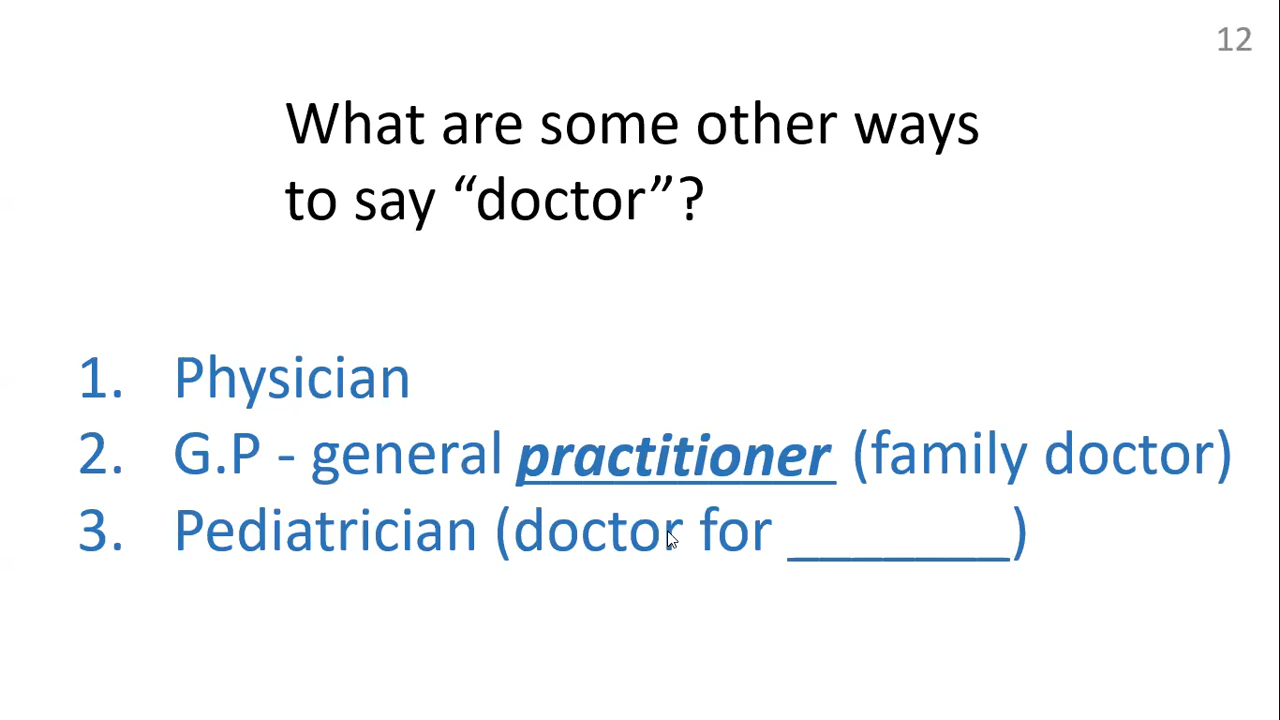 12
What are some other ways
to say “doctor”?
1. Physician
2. G.P - general practitioner (family doctor)
3. Pediatrician (doctor for _______)